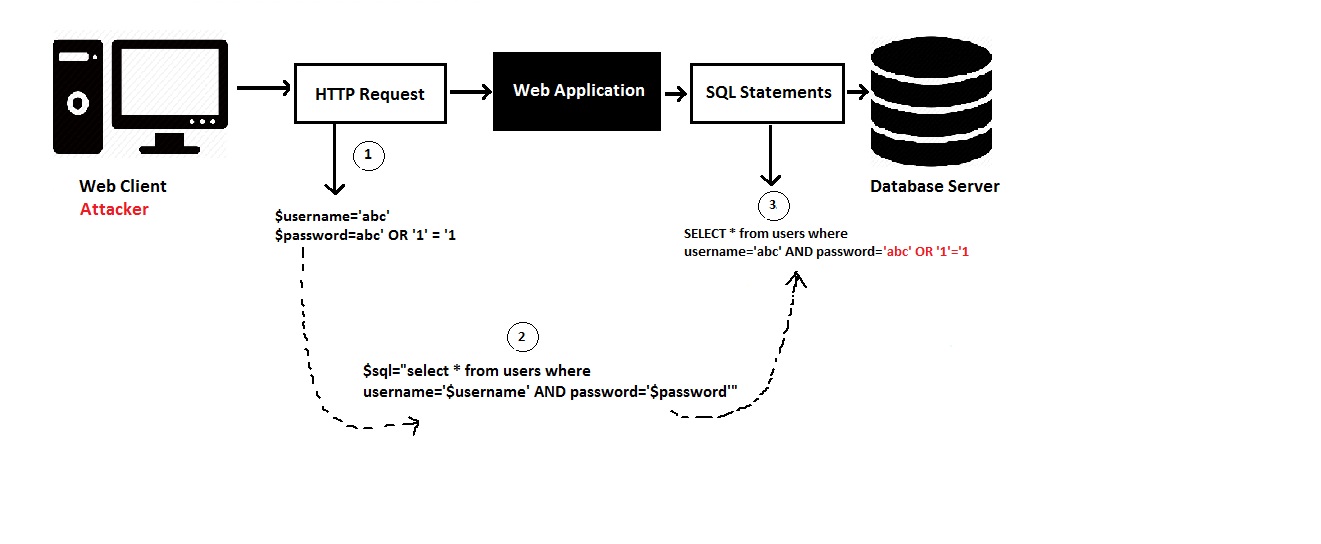 HTTP Request
Web Application
SQL Statements
Web Client
Attacker
Database Server
1
$username='abc'
$password=abc' OR '1' = '1
2
$sql="select * from users where
username='$username' AND password='$password'"
3
SELECT * from users where
username='abc' AND password='abc' OR '1'='1